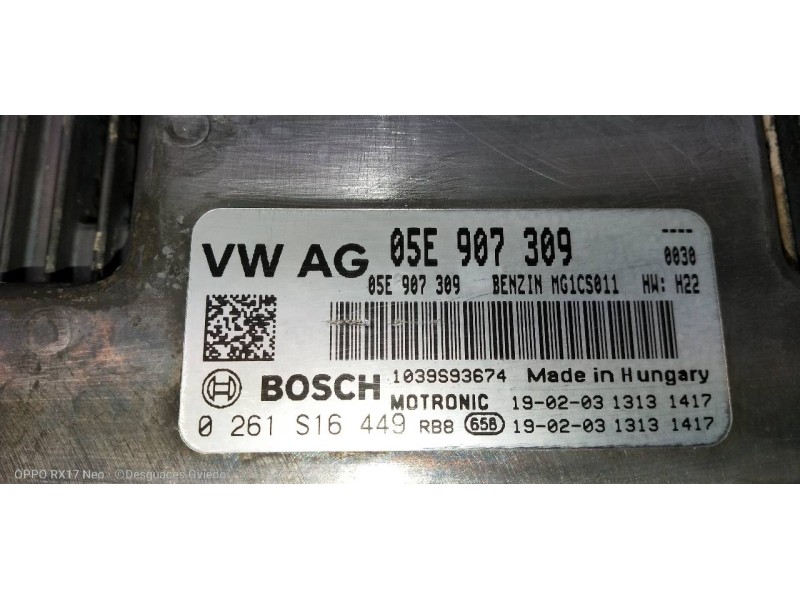 VW AG 05E 907 309 ----
05E 907 309 BENZIN MG1CS011 HW: H22 0030
BOSCH 1039S93674 Made in Hungary
MOTRONIC 19-02-03 1313 1417
0 261 S16 449 RB8 658 19-02-03 1313 1417
OPPO RX17 Neo · ©Desguaces Oviedo